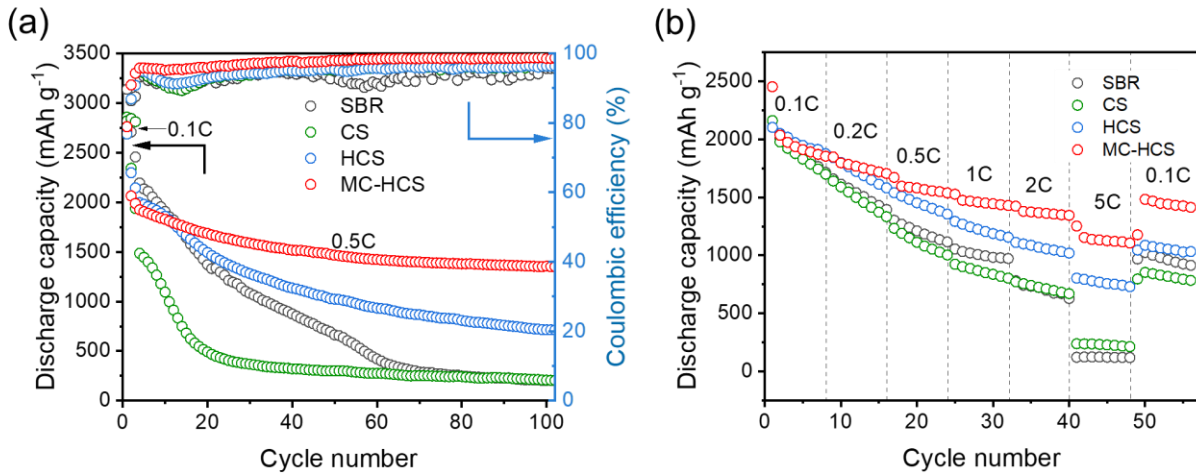 (a)
3500
3000
2500
2000
1500
1000
500
0
Discharge capacity (mAh g⁻¹)
0.1C
SBR
CS
HCS
MC-HCS
0.5C
100
80
60
40
20
0
Coulombic efficiency (%)
0 20 40 60 80 100
Cycle number
(b)
2500
2000
1500
1000
500
0
Discharge capacity (mAh g⁻¹)
SBR
CS
HCS
MC-HCS
0.1C
0.2C
0.5C
1C
2C
5C
0.1C
0 10 20 30 40 50
Cycle number